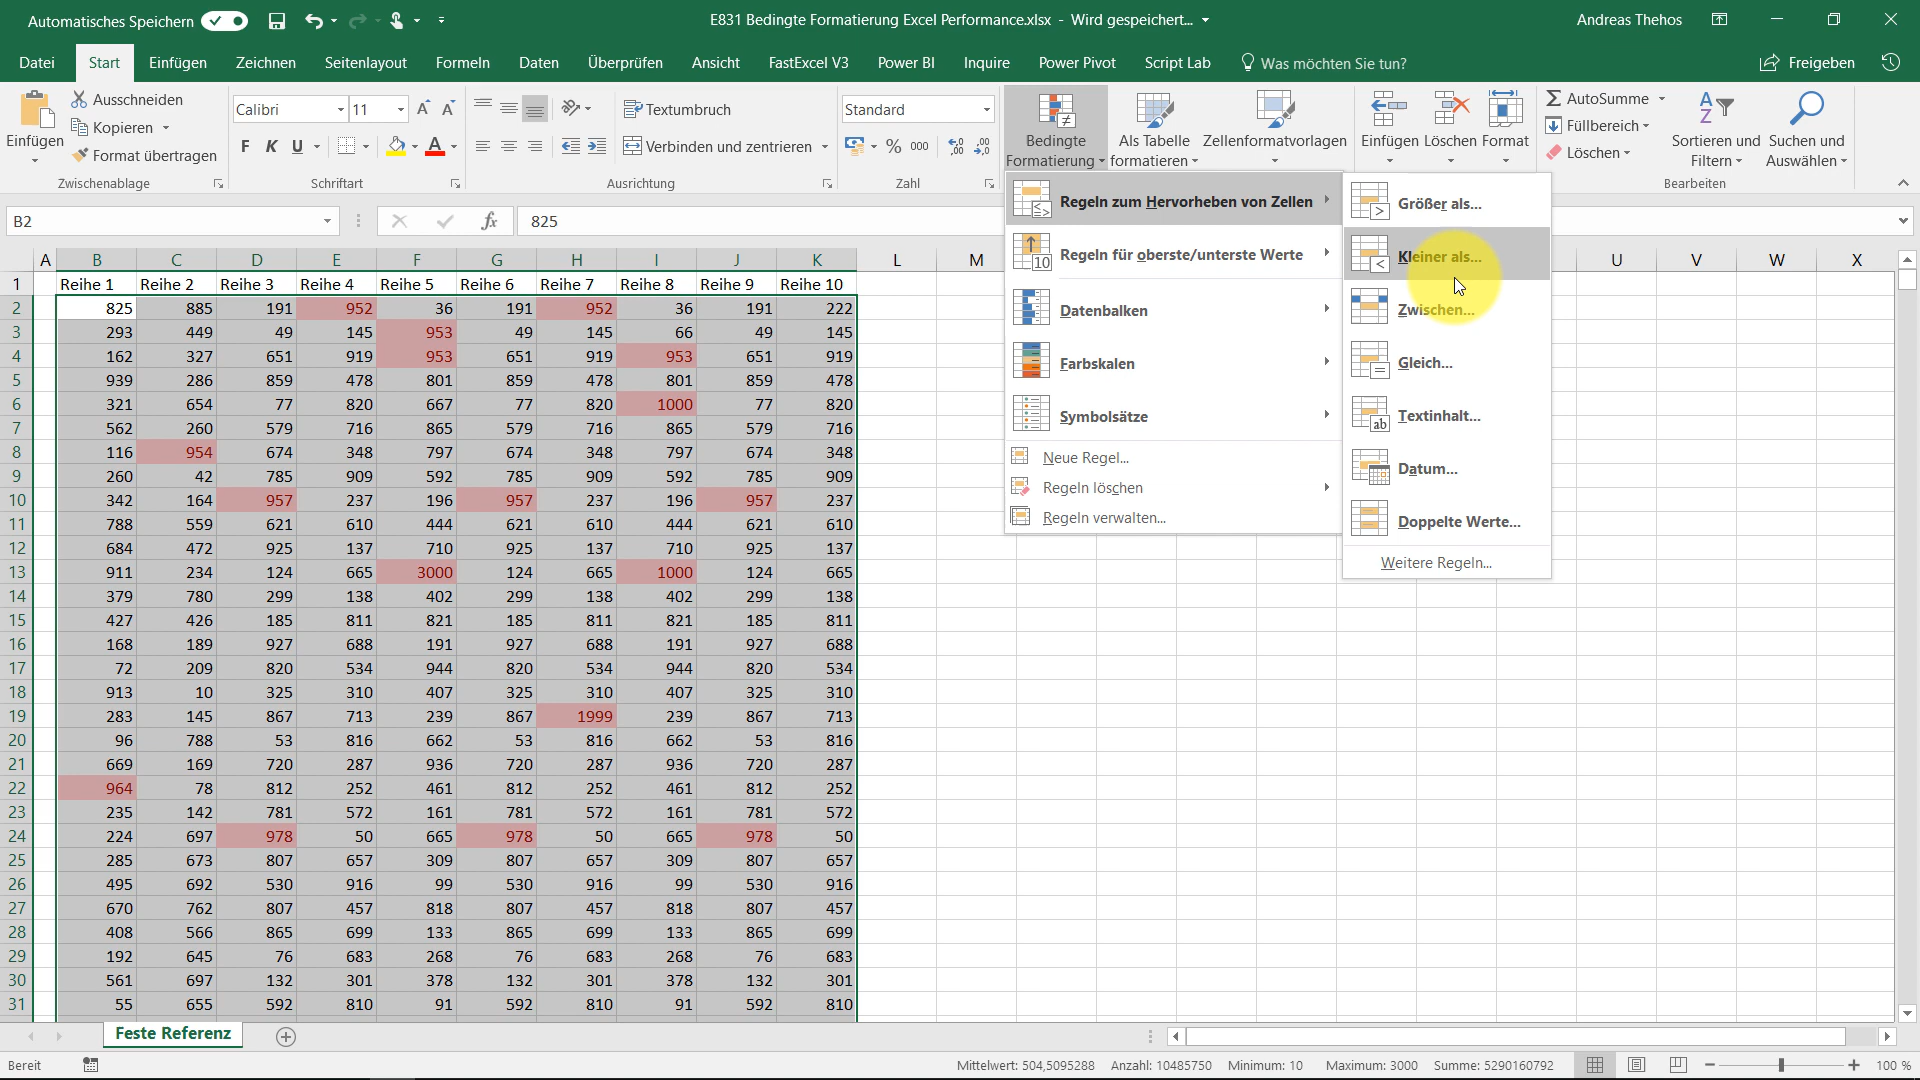 Automatisches Speichern
E831 Bedingte Formatierung Excel Performance.xlsx - Wird gespeichert...
Andreas Thehos
Datei Start Einfügen Zeichnen Seitenlayout Formeln Daten Überprüfen Ansicht FastExcel V3 Power BI Inquire Power Pivot Script Lab Was möchten Sie tun? Freigeben
Einfügen
Ausschneiden
Kopieren
Format übertragen
Zwischenablage
Calibri 11
F K U
Schriftart
Textumbruch
Verbinden und zentrieren
Ausrichtung
Standard
% 000
Zahl
Bedingte
Formatierung
Als Tabelle
formatieren
Zellenformatvorlagen
Einfügen Löschen Format
AutoSumme
Füllbereich
Löschen
Sortieren und
Filtern
Suchen und
Auswählen
Bearbeiten
Regeln zum Hervorheben von Zellen
Regeln für oberste/unterste Werte
Datenbalken
Farbskalen
Symbolsätze
Neue Regel...
Regeln löschen
Regeln verwalten...
Größer als...
Kleiner als...
Zwischen...
Gleich...
Textinhalt...
Datum...
Doppelte Werte...
Weitere Regeln...
B2 fx 825
A B C D E F G H I J K L M U V W X
1 Reihe 1 Reihe 2 Reihe 3 Reihe 4 Reihe 5 Reihe 6 Reihe 7 Reihe 8 Reihe 9 Reihe 10
2 825 885 191 952 36 191 952 36 191 222
3 293 449 49 145 953 49 145 66 49 145
4 162 327 651 919 953 651 919 953 651 919
5 939 286 859 478 801 859 478 801 859 478
6 321 654 77 820 667 77 820 1000 77 820
7 562 260 579 716 865 579 716 865 579 716
8 116 954 674 348 797 674 348 797 674 348
9 260 42 785 909 592 785 909 592 785 909
10 342 164 957 237 196 957 237 196 957 237
11 788 559 621 610 444 621 610 444 621 610
12 684 472 925 137 710 925 137 710 925 137
13 911 234 124 665 3000 124 665 1000 124 665
14 379 780 299 138 402 299 138 402 299 138
15 427 426 185 811 821 185 811 821 185 811
16 168 189 927 688 191 927 688 191 927 688
17 72 209 820 534 944 820 534 944 820 534
18 913 10 325 310 407 325 310 407 325 310
19 283 145 867 713 239 867 1999 239 867 713
20 96 788 53 816 662 53 816 662 53 816
21 669 169 720 287 936 720 287 936 720 287
22 964 78 812 252 461 812 252 461 812 252
23 235 142 781 572 161 781 572 161 781 572
24 224 697 978 50 665 978 50 665 978 50
25 285 673 807 657 309 807 657 309 807 657
26 495 692 530 916 99 530 916 99 530 916
27 670 762 807 457 818 807 457 818 807 457
28 408 566 865 699 133 865 699 133 865 699
29 192 645 76 683 268 76 683 268 76 683
30 561 697 132 301 378 132 301 378 132 301
31 55 655 592 810 91 592 810 91 592 810
Feste Referenz
Bereit Mittelwert: 504,5095288 Anzahl: 10485750 Minimum: 10 Maximum: 3000 Summe: 5290160792 100 %